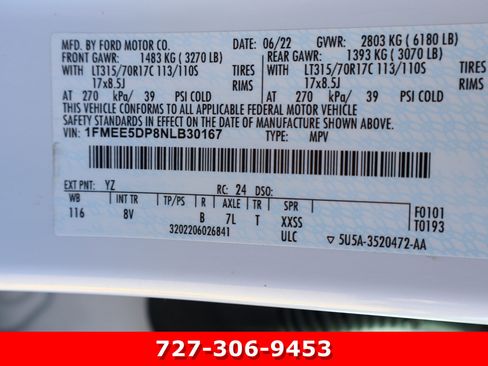 MFD. BY FORD MOTOR CO. DATE: 06/22 GVWR: 2803 KG ( 6180 LB)
FRONT GAWR: 1483 KG ( 3270 LB) REAR GAWR: 1393 KG ( 3070 LB)
WITH LT315/70R17C 113/110S TIRES WITH LT315/70R17C 113/110S TIRES
17x8.5J RIMS 17x8.5J RIMS
AT 270 kPa/ 39 PSI COLD AT 270 kPa/ 39 PSI COLD
THIS VEHICLE CONFORMS TO ALL APPLICABLE FEDERAL MOTOR VEHICLE
SAFETY STANDARDS IN EFFECT ON THE DATE OF MANUFACTURE SHOWN ABOVE.
VIN: 1FMEE5DP8NLB30167 TYPE: MPV
EXT PNT: YZ RC: 24 DSO:
WB INT TR TP/PS R AXLE TR SPR F0101
116 8V B 7L T XXSS T0193
3202206026841 ULC ▽ 5U5A-3520472-AA
727-306-9453